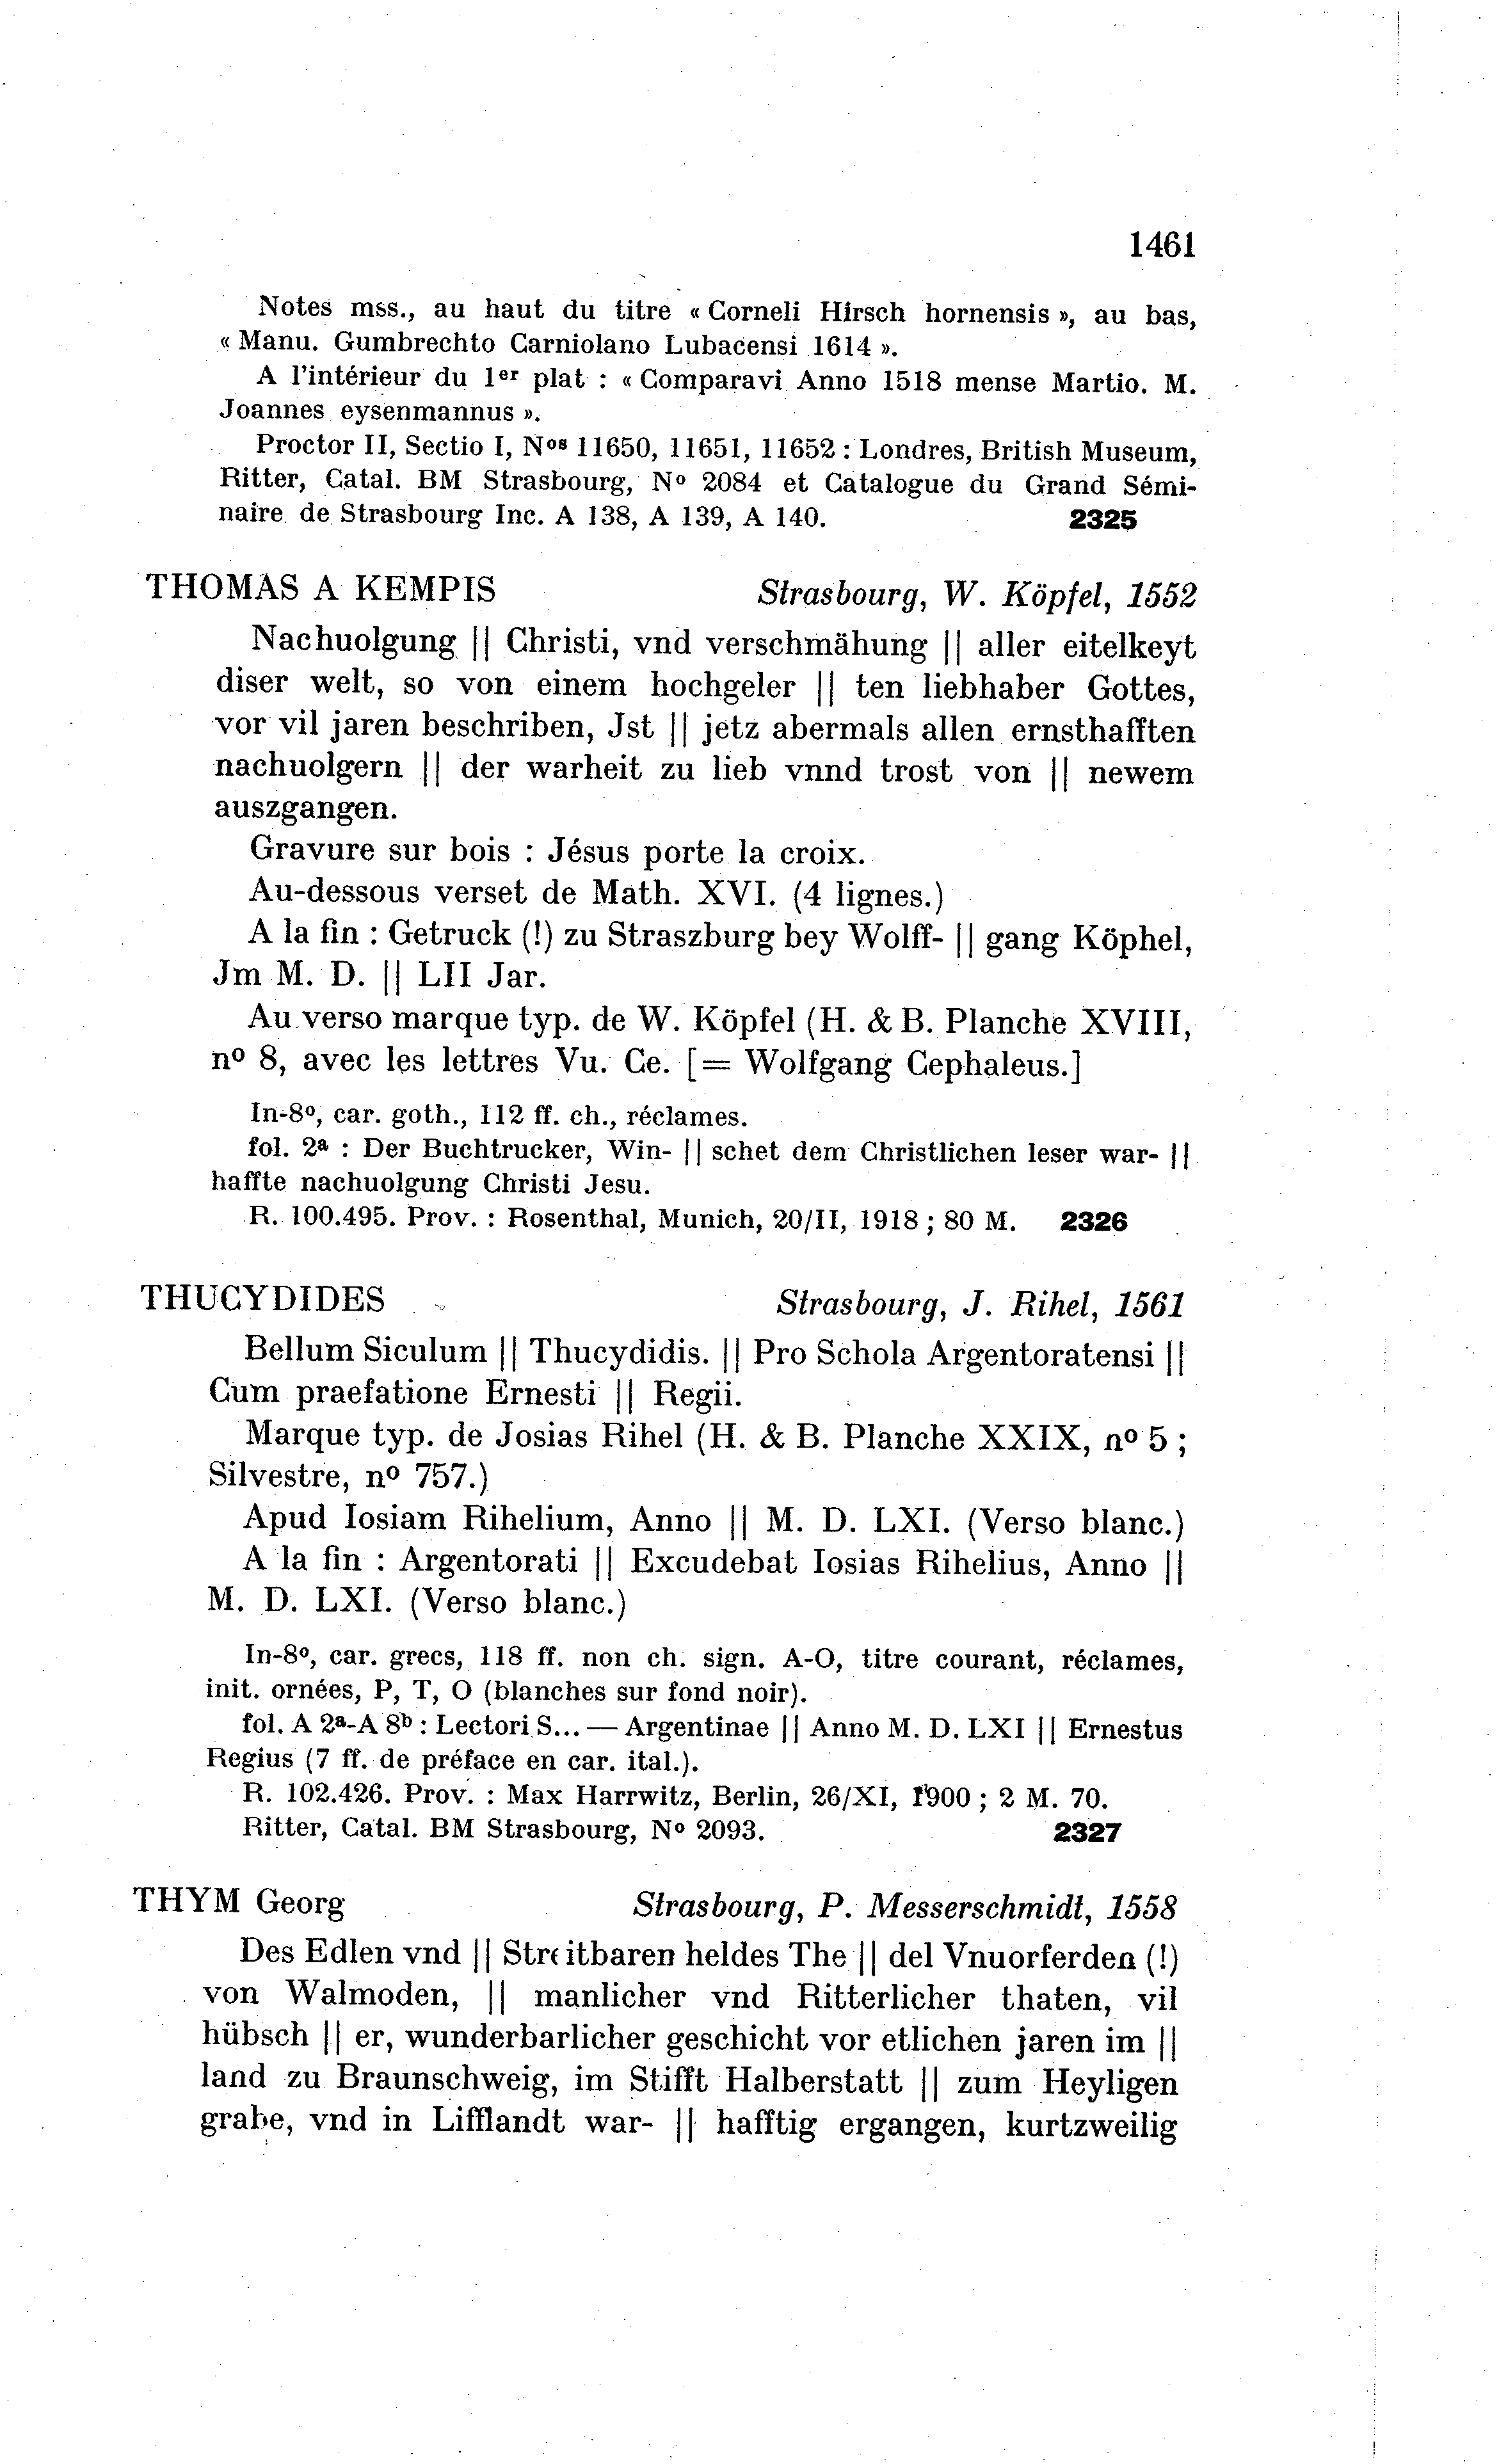 1461
Notes mss., au haut du titre « Corneli Hirsch hornensis », au bas,
« Manu. Gumbrechto Carniolano Lubacensi 1614 ».
A l'intérieur du 1er plat : « Comparavi Anno 1518 mense Martio. M.
Joannes eysenmannus ».
Proctor II, Sectio I, Nos 11650, 11651, 11652 : Londres, British Museum,
Ritter, Catal. BM Strasbourg, No 2084 et Catalogue du Grand Sémi-
naire de Strasbourg Inc. A 138, A 139, A 140. 2325
THOMAS A KEMPIS Strasbourg, W. Köpfel, 1552
Nachuolgung || Christi, vnd verschmähung || aller eitelkeyt
diser welt, so von einem hochgeler || ten liebhaber Gottes,
vor vil jaren beschriben, Jst || jetz abermals allen ernsthafften
nachuolgern || der warheit zu lieb vnnd trost von || newem
auszgangen.
Gravure sur bois : Jésus porte la croix.
Au-dessous verset de Math. XVI. (4 lignes.)
A la fin : Getruck (!) zu Straszburg bey Wolff- || gang Köphel,
Jm M. D. || LII Jar.
Au verso marque typ. de W. Köpfel (H. & B. Planche XVIII,
no 8, avec les lettres Vu. Ce. [= Wolfgang Cephaleus.]
In-8o, car. goth., 112 ff. ch., réclames.
fol. 2a : Der Buchtrucker, Win- || schet dem Christlichen leser war- ||
haffte nachuolgung Christi Jesu.
R. 100.495. Prov. : Rosenthal, Munich, 20/II, 1918 ; 80 M. 2326
THUCYDIDES Strasbourg, J. Rihel, 1561
Bellum Siculum || Thucydidis. || Pro Schola Argentoratensi ||
Cum praefatione Ernesti || Regii.
Marque typ. de Josias Rihel (H. & B. Planche XXIX, no 5 ;
Silvestre, no 757.)
Apud Iosiam Rihelium, Anno || M. D. LXI. (Verso blanc.)
A la fin : Argentorati || Excudebat Iosias Rihelius, Anno ||
M. D. LXI. (Verso blanc.)
In-8o, car. grecs, 118 ff. non ch. sign. A-O, titre courant, réclames,
init. ornées, P, T, O (blanches sur fond noir).
fol. A 2a-A 8b : Lectori S... — Argentinae || Anno M. D. LXI || Ernestus
Regius (7 ff. de préface en car. ital.).
R. 102.426. Prov. : Max Harrwitz, Berlin, 26/XI, 1900 ; 2 M. 70.
Ritter, Catal. BM Strasbourg, No 2093. 2327
THYM Georg Strasbourg, P. Messerschmidt, 1558
Des Edlen vnd || Streitbaren heldes The || del Vnuorferden (!)
von Walmoden, || manlicher vnd Ritterlicher thaten, vil
hübsch || er, wunderbarlicher geschicht vor etlichen jaren im ||
land zu Braunschweig, im Stifft Halberstatt || zum Heyligen
grabe, vnd in Lifflandt war- || hafftig ergangen, kurtzweilig